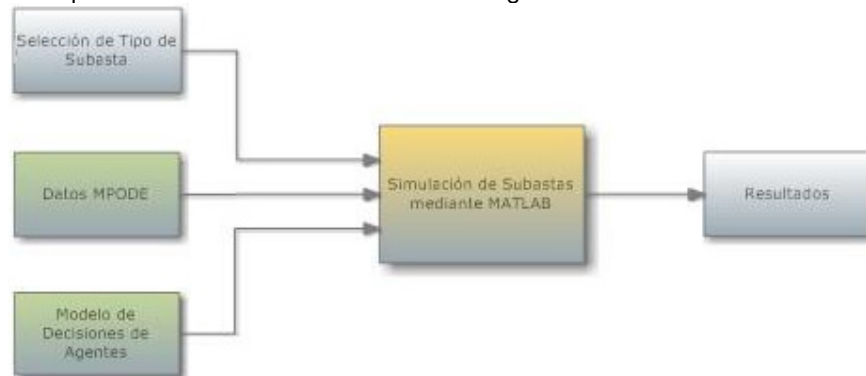 Selección de Tipo de
Subasta
Datos MPODE
Simulación de Subastas
mediante MATLAB
Resultados
Modelo de
Decisiones de
Agentes